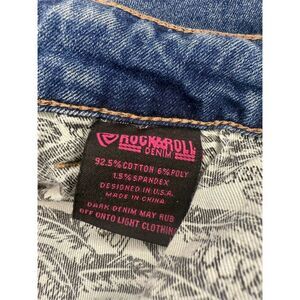 ROCK & ROLL
DENIM
92.5% COTTON 6% POLY
1.5% SPANDEX
DESIGNED IN U.S.A.
MADE IN CHINA
DARK DENIM MAY RUB
OFF ONTO LIGHT CLOTHING